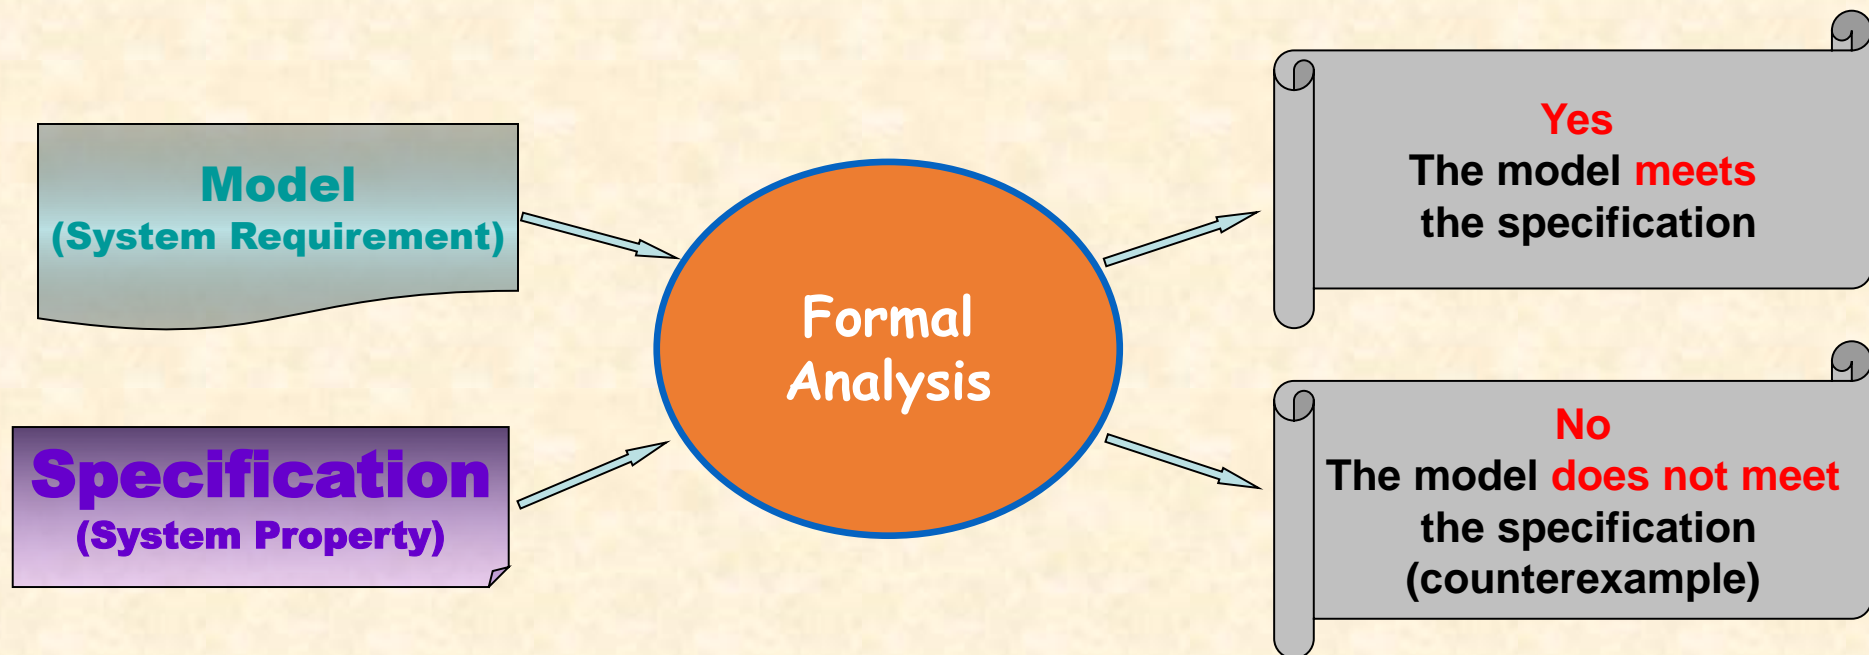 Model
(System Requirement)
Specification
(System Property)
Formal
Analysis
Yes
The model meets
the specification
No
The model does not meet
the specification
(counterexample)